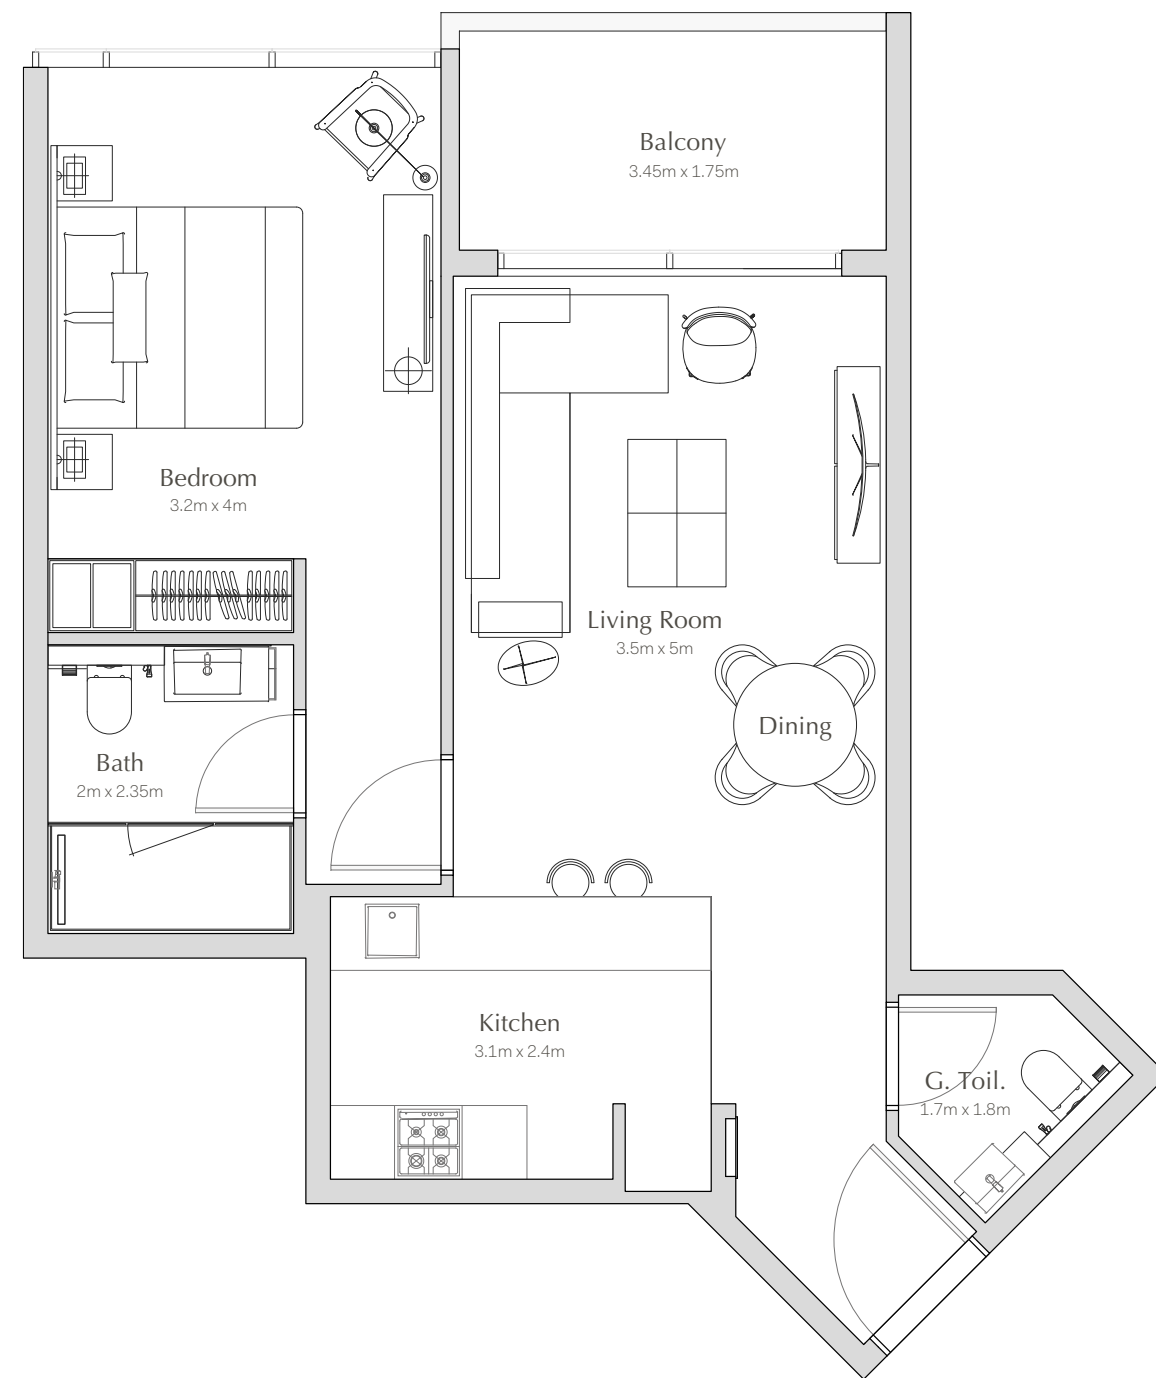 Balcony
3.45m x 1.75m
Bedroom
3.2m x 4m
Living Room
3.5m x 5m
Dining
Bath
2m x 2.35m
Kitchen
3.1m x 2.4m
G. Toil.
1.7m x 1.8m